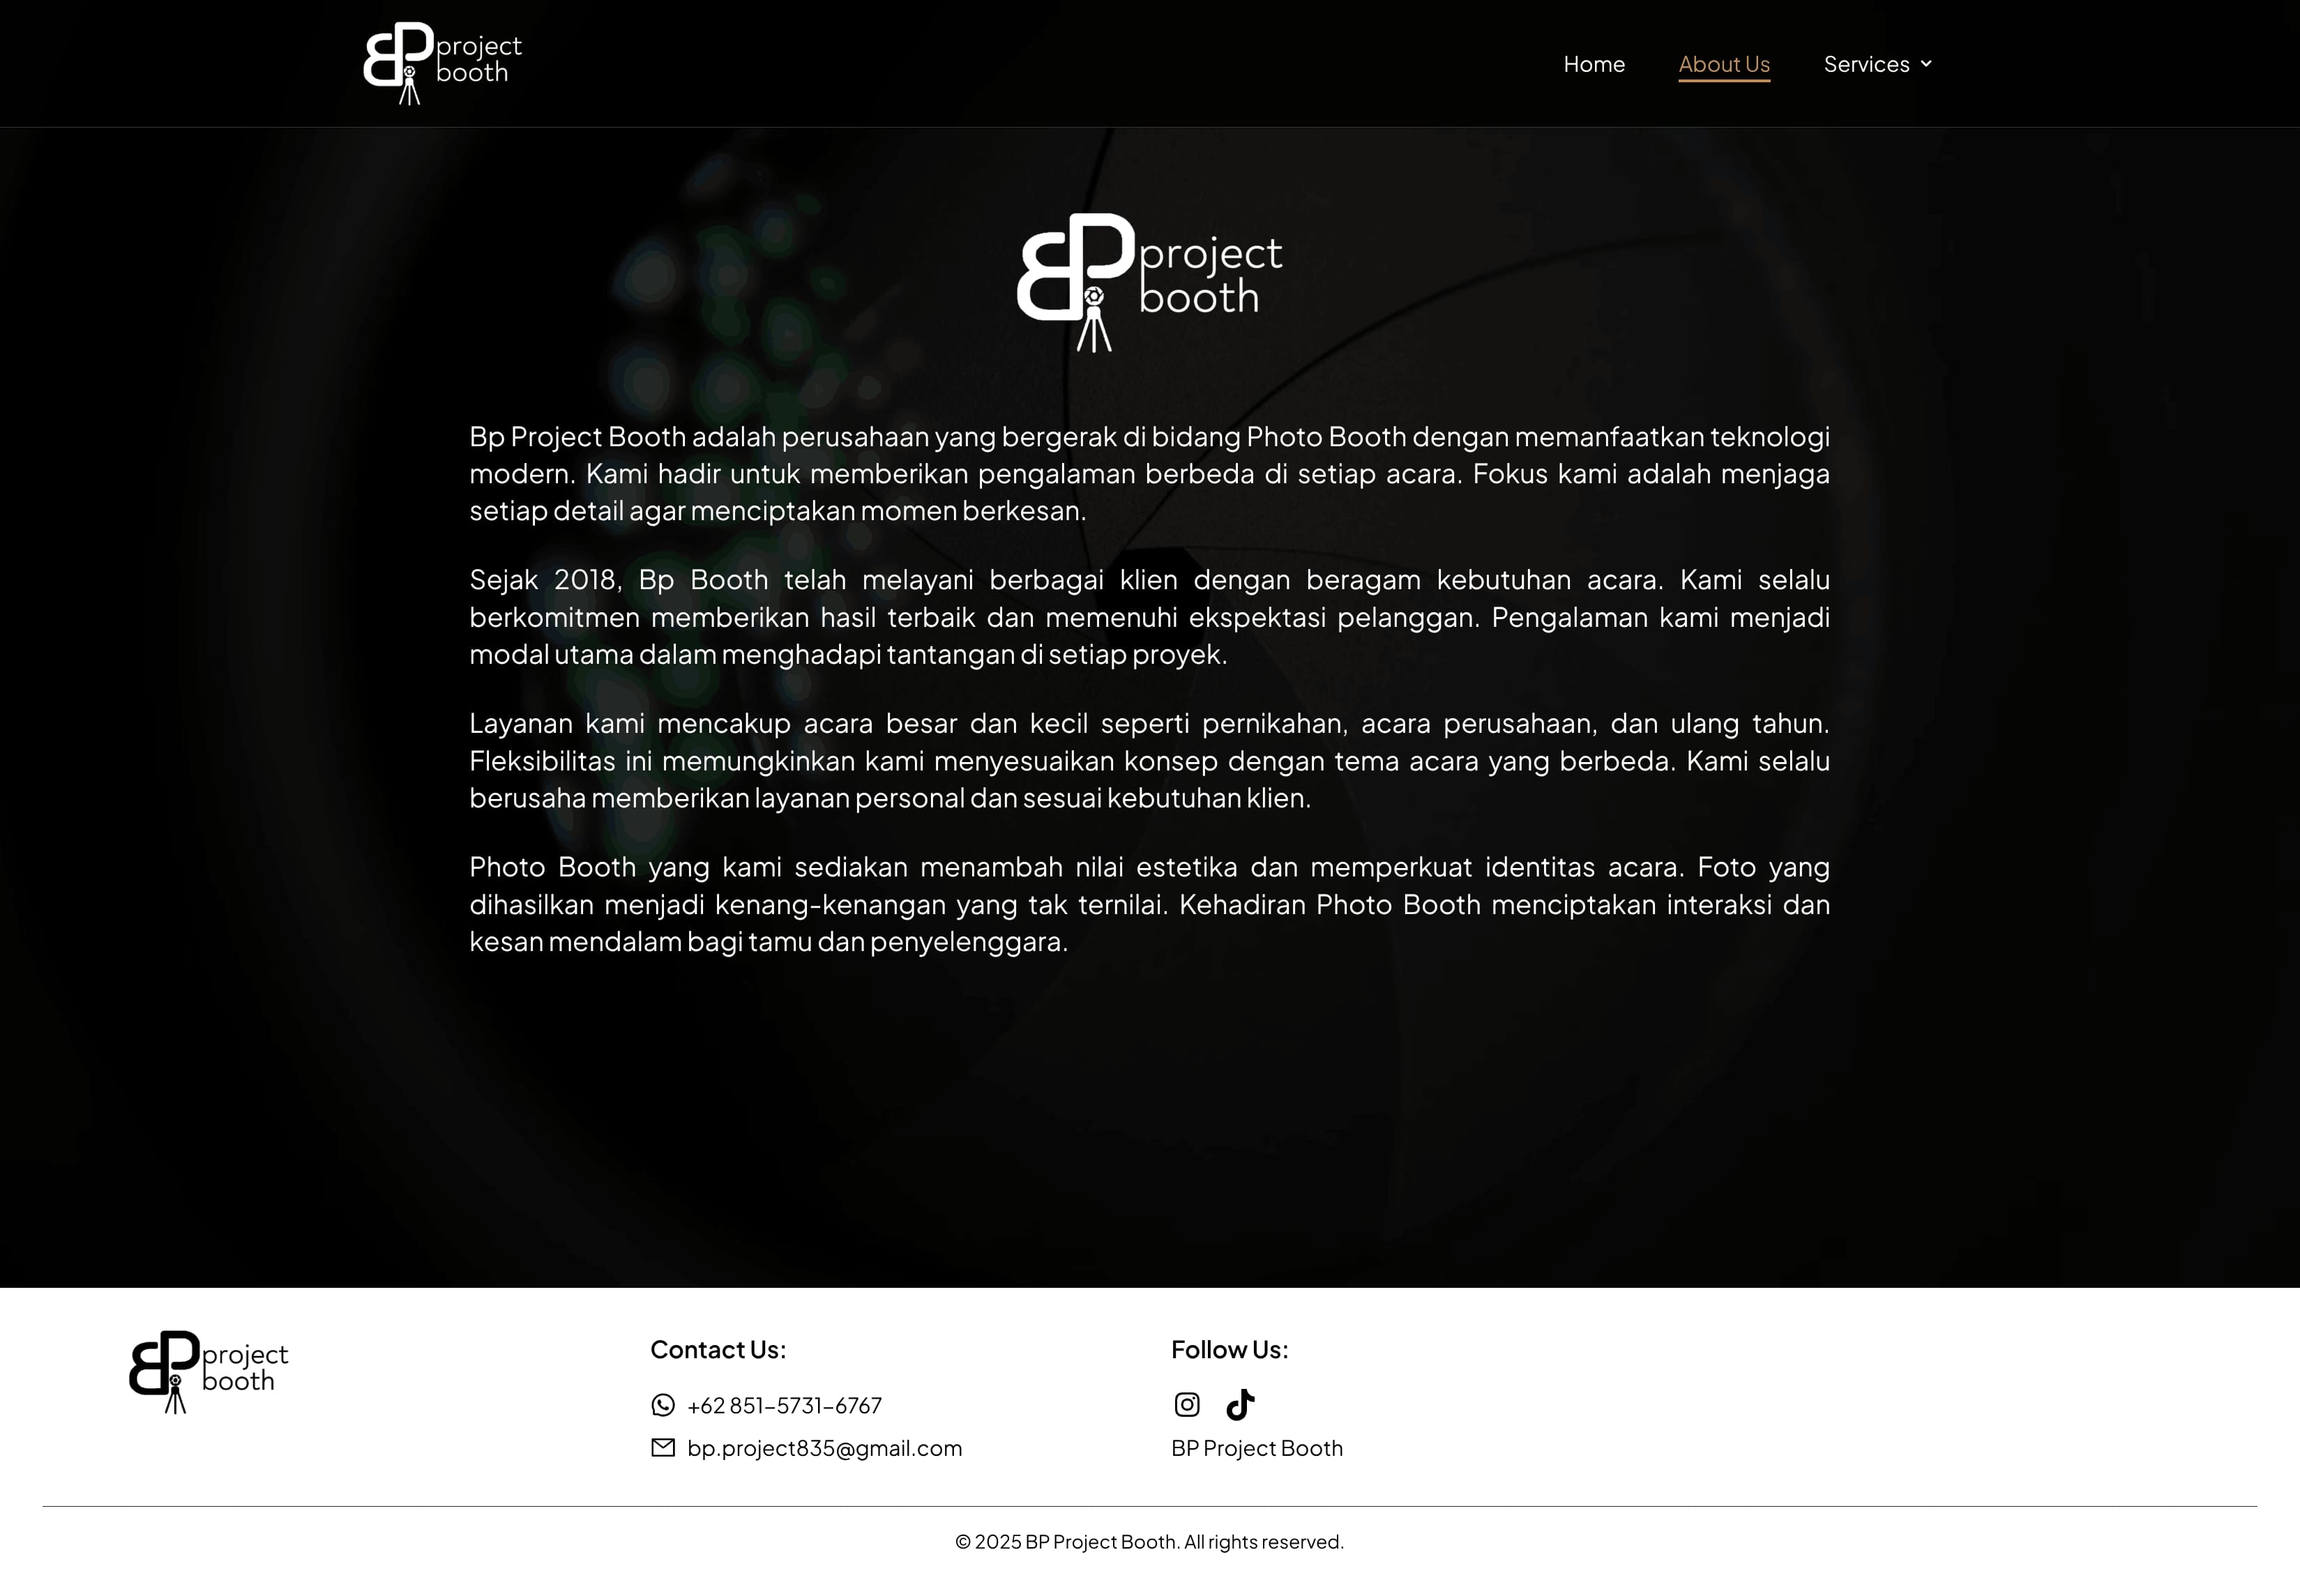 BP project
booth
Home About Us Services
BP project
booth
Bp Project Booth adalah perusahaan yang bergerak di bidang Photo Booth dengan memanfaatkan teknologi
modern. Kami hadir untuk memberikan pengalaman berbeda di setiap acara. Fokus kami adalah menjaga
setiap detail agar menciptakan momen berkesan.
Sejak 2018, Bp Booth telah melayani berbagai klien dengan beragam kebutuhan acara. Kami selalu
berkomitmen memberikan hasil terbaik dan memenuhi ekspektasi pelanggan. Pengalaman kami menjadi
modal utama dalam menghadapi tantangan di setiap proyek.
Layanan kami mencakup acara besar dan kecil seperti pernikahan, acara perusahaan, dan ulang tahun.
Fleksibilitas ini memungkinkan kami menyesuaikan konsep dengan tema acara yang berbeda. Kami selalu
berusaha memberikan layanan personal dan sesuai kebutuhan klien.
Photo Booth yang kami sediakan menambah nilai estetika dan memperkuat identitas acara. Foto yang
dihasilkan menjadi kenang-kenangan yang tak ternilai. Kehadiran Photo Booth menciptakan interaksi dan
kesan mendalam bagi tamu dan penyelenggara.
BP project
booth
Contact Us:
+62 851-5731-6767
bp.project835@gmail.com
Follow Us:
BP Project Booth
© 2025 BP Project Booth. All rights reserved.